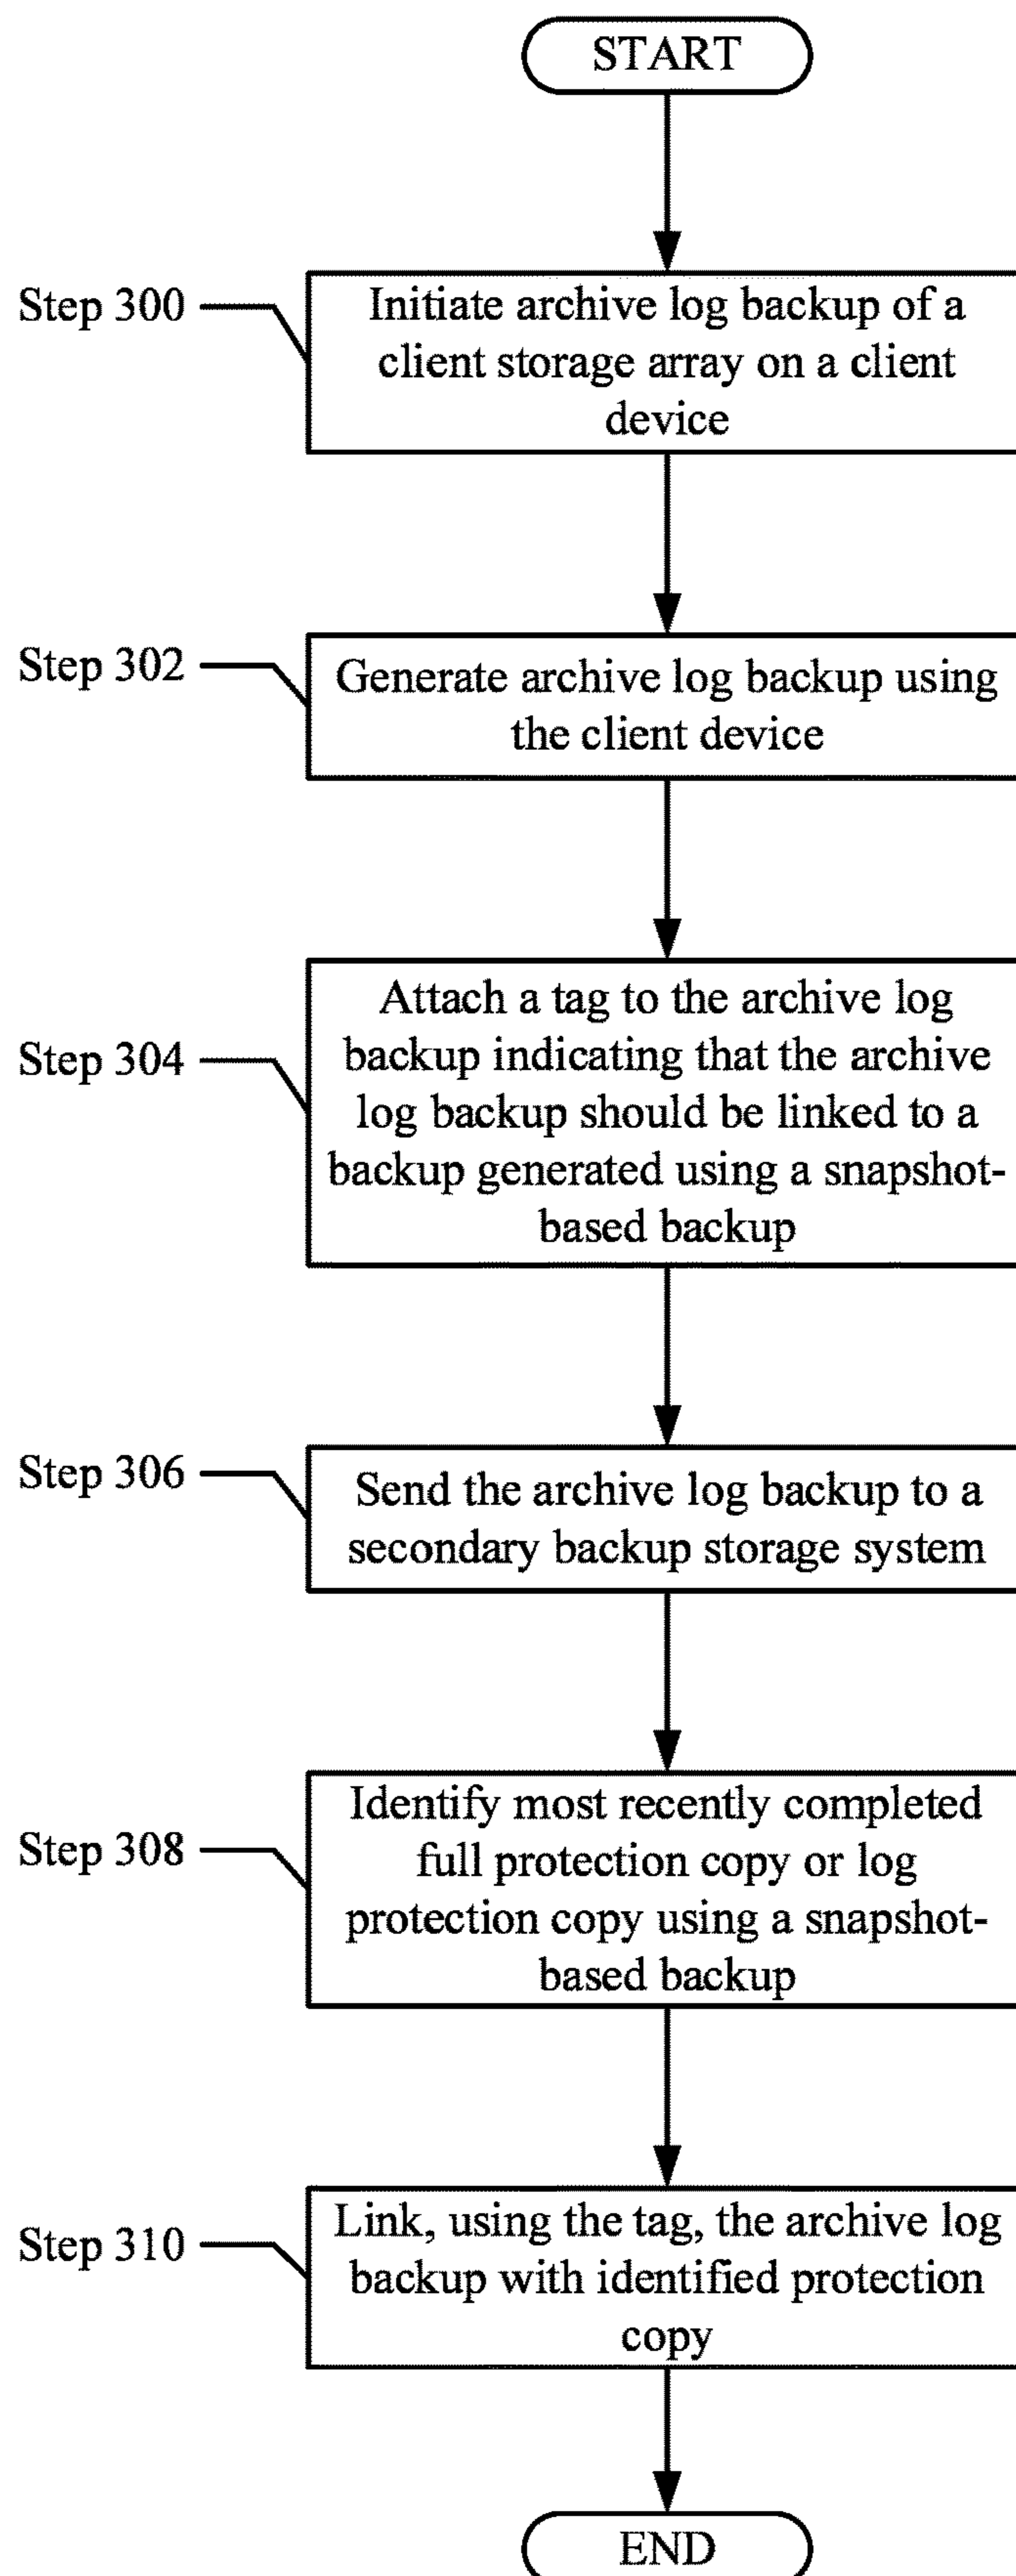 START
Step 300
Initiate archive log backup of a
client storage array on a client
device
Step 302
Generate archive log backup using
the client device
Step 304
Attach a tag to the archive log
backup indicating that the archive
log backup should be linked to a
backup generated using a snapshot-
based backup
Step 306
Send the archive log backup to a
secondary backup storage system
Step 308
Identify most recently completed
full protection copy or log
protection copy using a snapshot-
based backup
Step 310
Link, using the tag, the archive log
backup with identified protection
copy
END